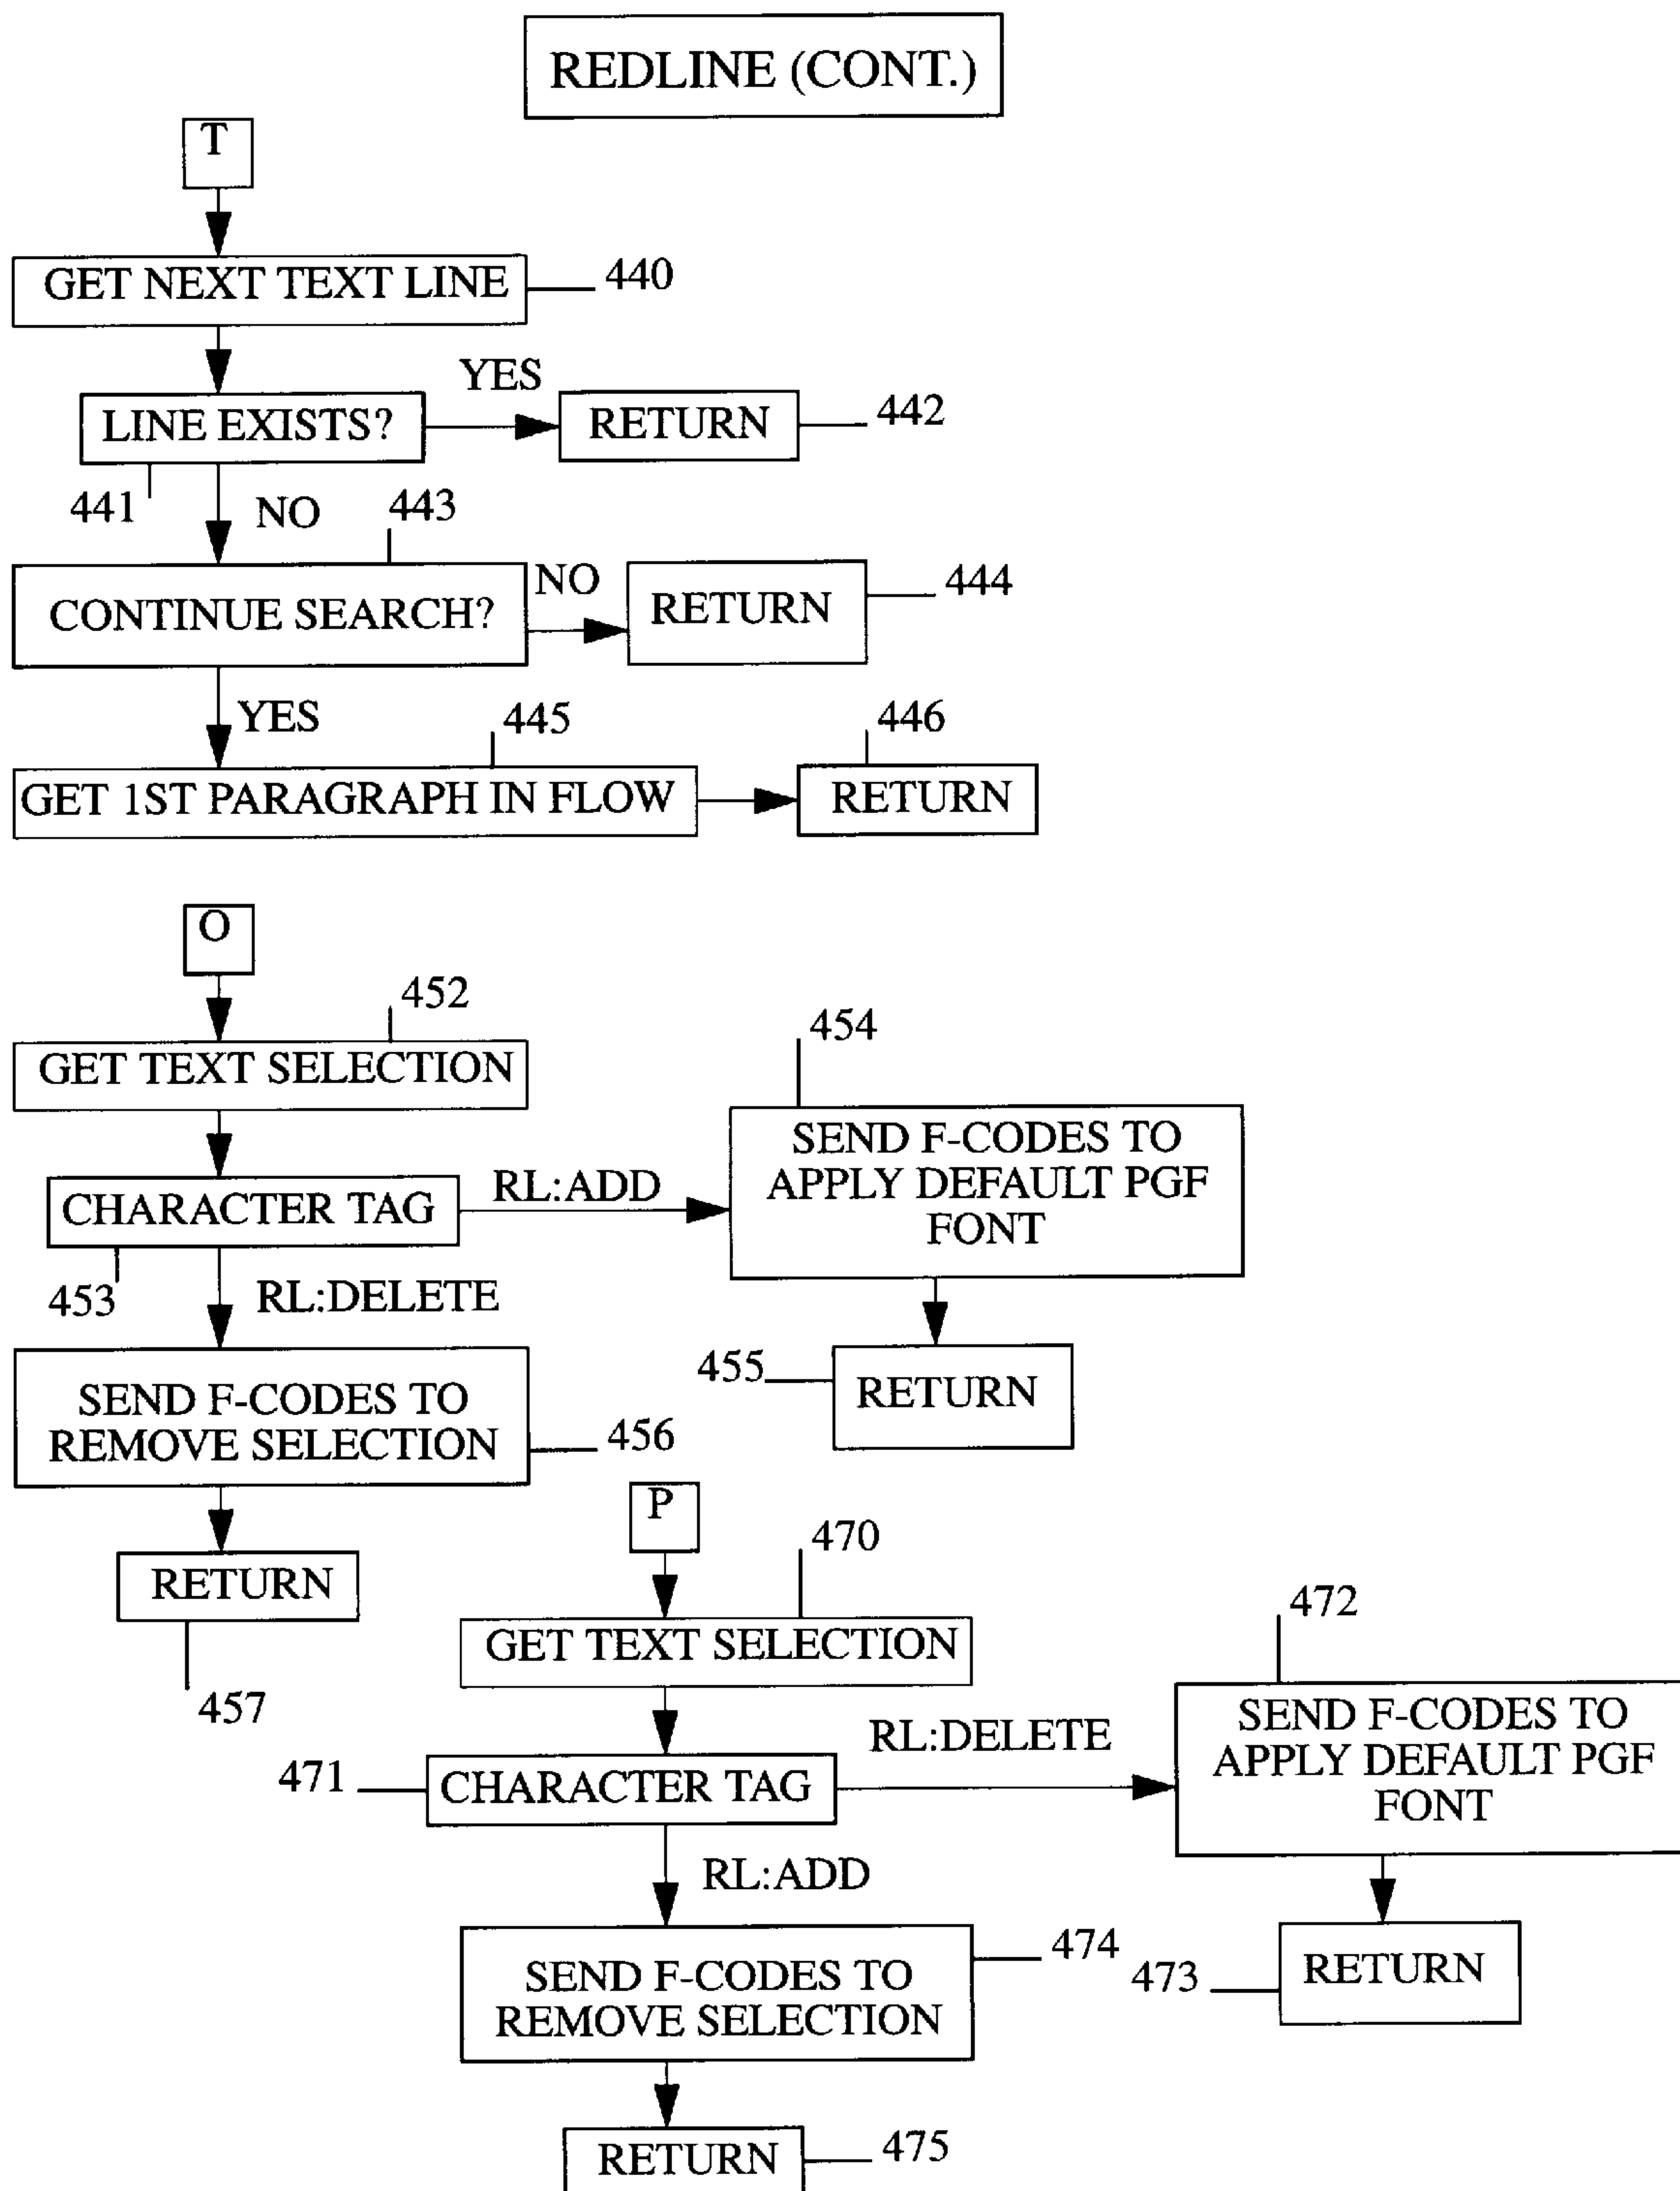 REDLINE (CONT.)
T
GET NEXT TEXT LINE
440
YES
LINE EXISTS?
RETURN
442
441
NO
443
CONTINUE SEARCH?
NO
RETURN
444
YES
445
446
GET 1ST PARAGRAPH IN FLOW
RETURN
O
452
GET TEXT SELECTION
454
SEND F-CODES TO
APPLY DEFAULT PGF
FONT
CHARACTER TAG
RL:ADD
453
RL:DELETE
455
RETURN
SEND F-CODES TO
REMOVE SELECTION
456
RETURN
457
P
470
GET TEXT SELECTION
472
SEND F-CODES TO
APPLY DEFAULT PGF
FONT
471
CHARACTER TAG
RL:DELETE
RL:ADD
473
RETURN
SEND F-CODES TO
REMOVE SELECTION
474
RETURN
475